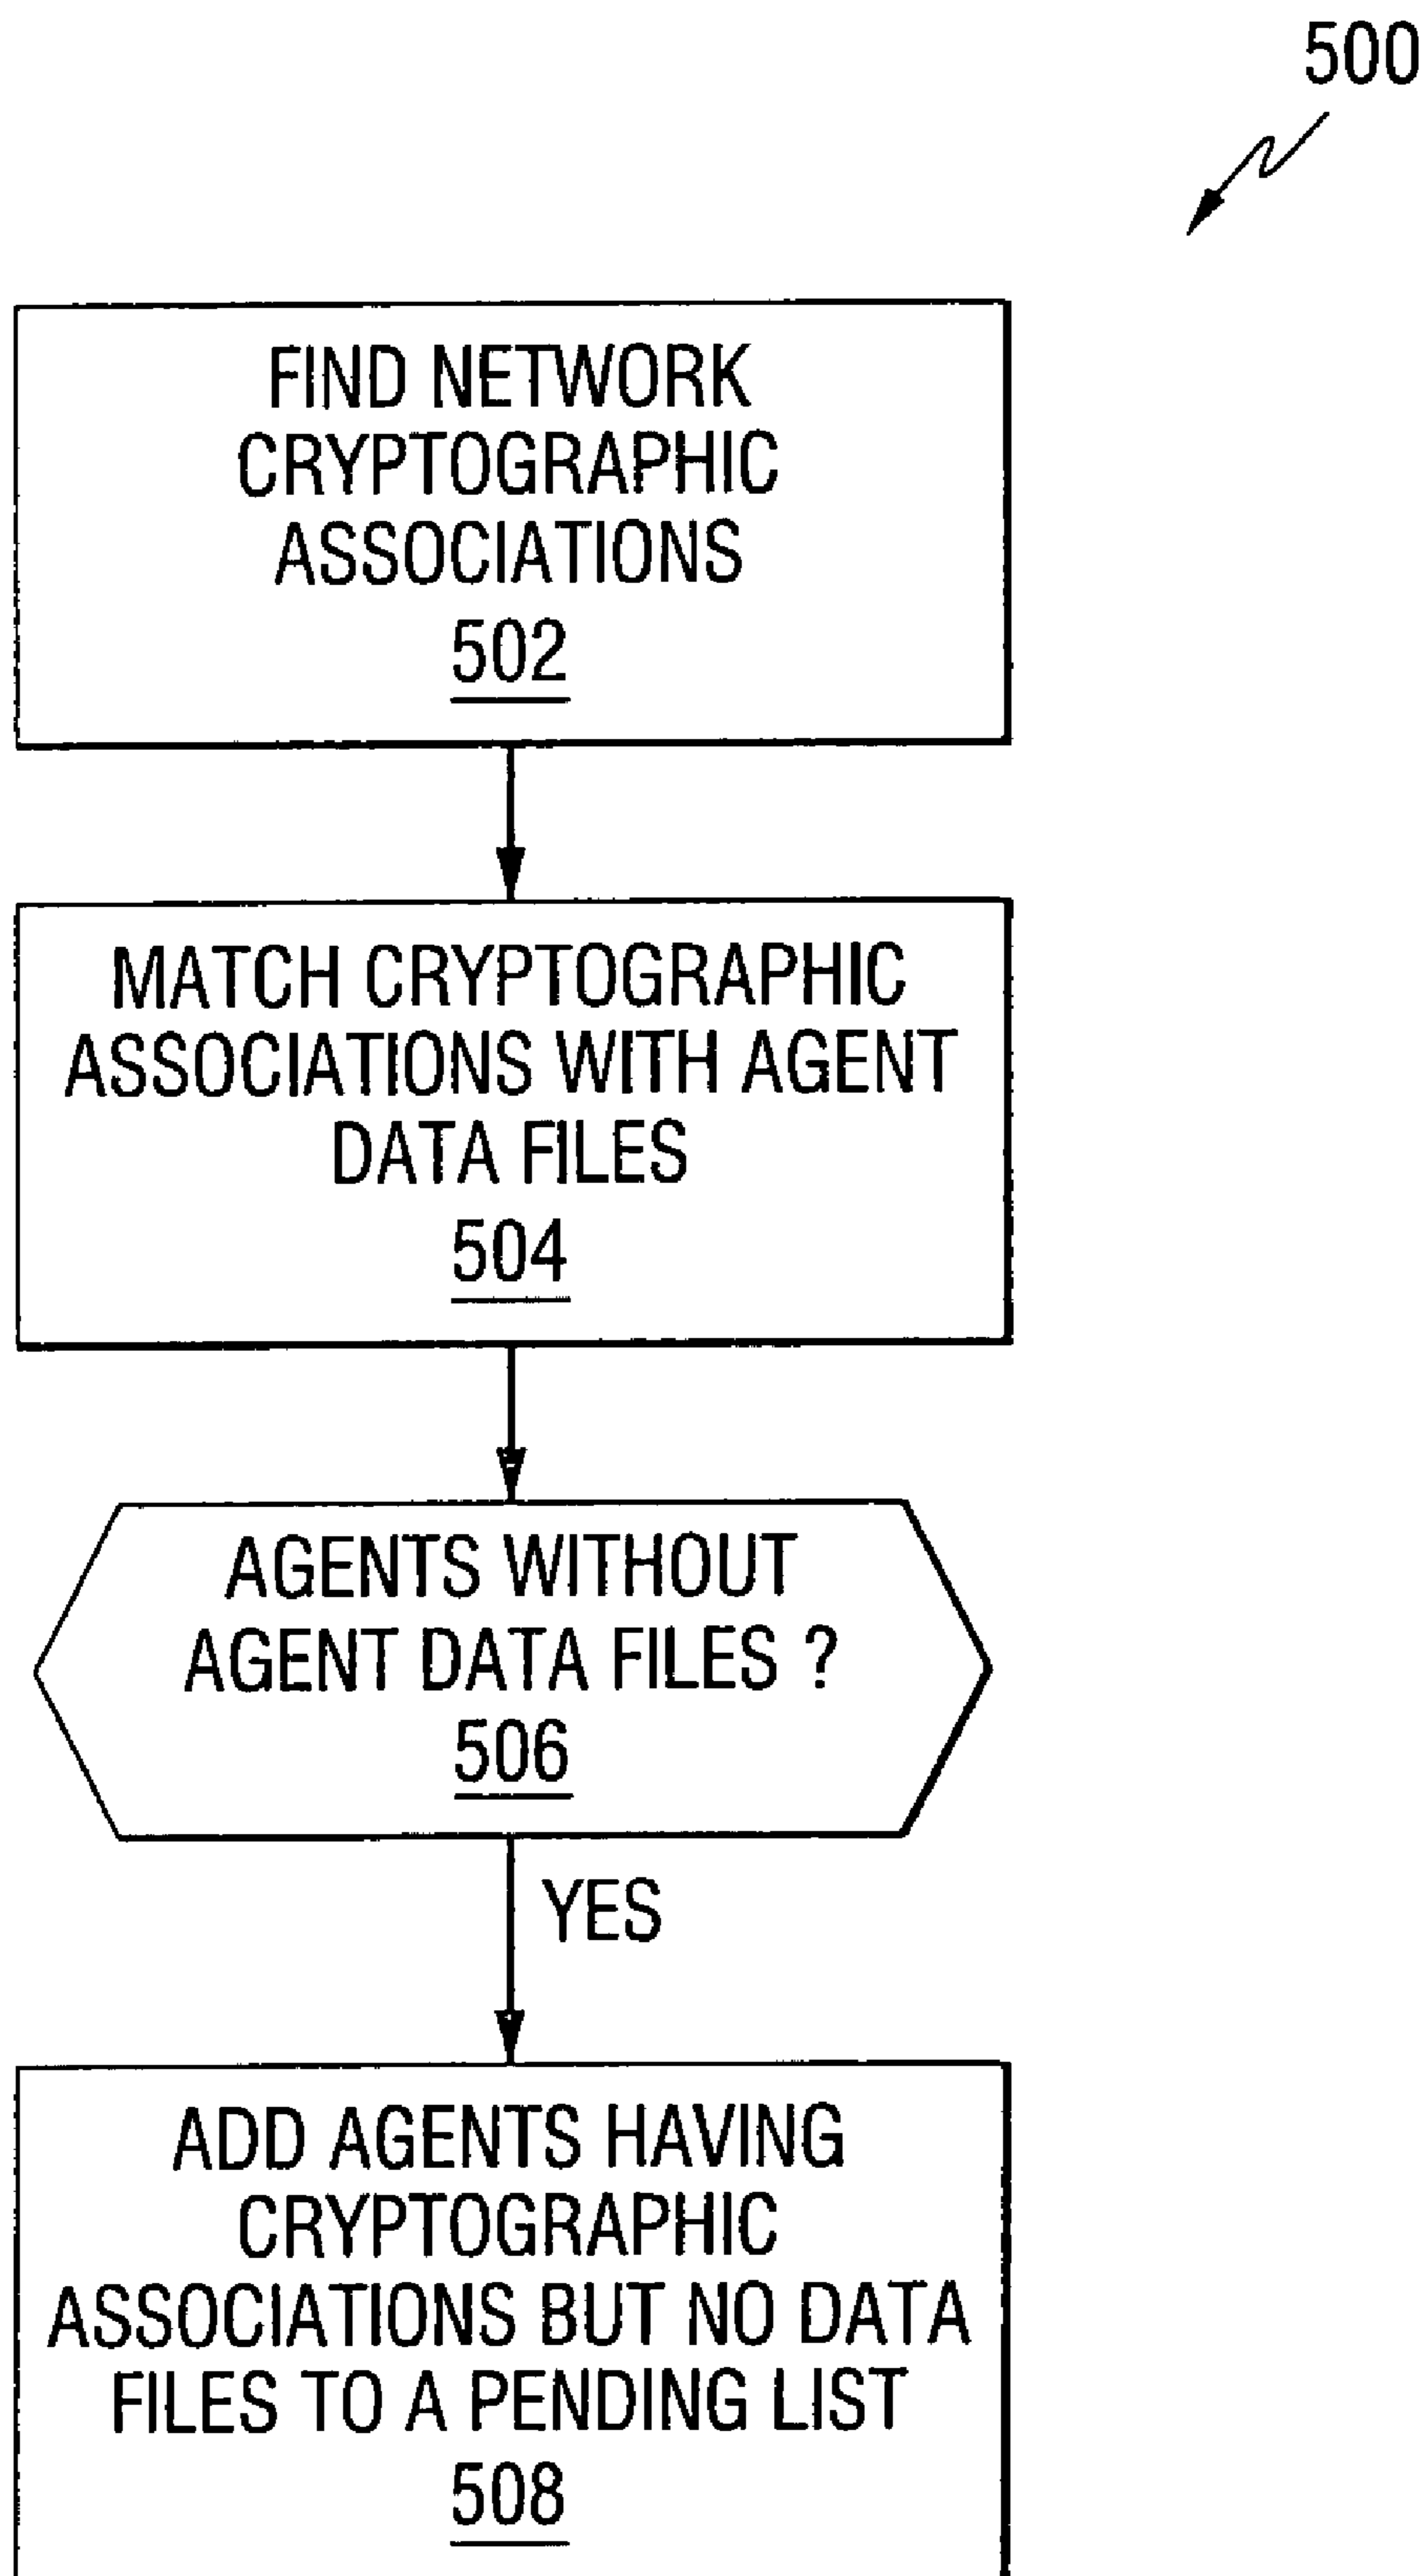 500
FIND NETWORK
CRYPTOGRAPHIC
ASSOCIATIONS
502
MATCH CRYPTOGRAPHIC
ASSOCIATIONS WITH AGENT
DATA FILES
504
AGENTS WITHOUT
AGENT DATA FILES ?
506
YES
ADD AGENTS HAVING
CRYPTOGRAPHIC
ASSOCIATIONS BUT NO DATA
FILES TO A PENDING LIST
508